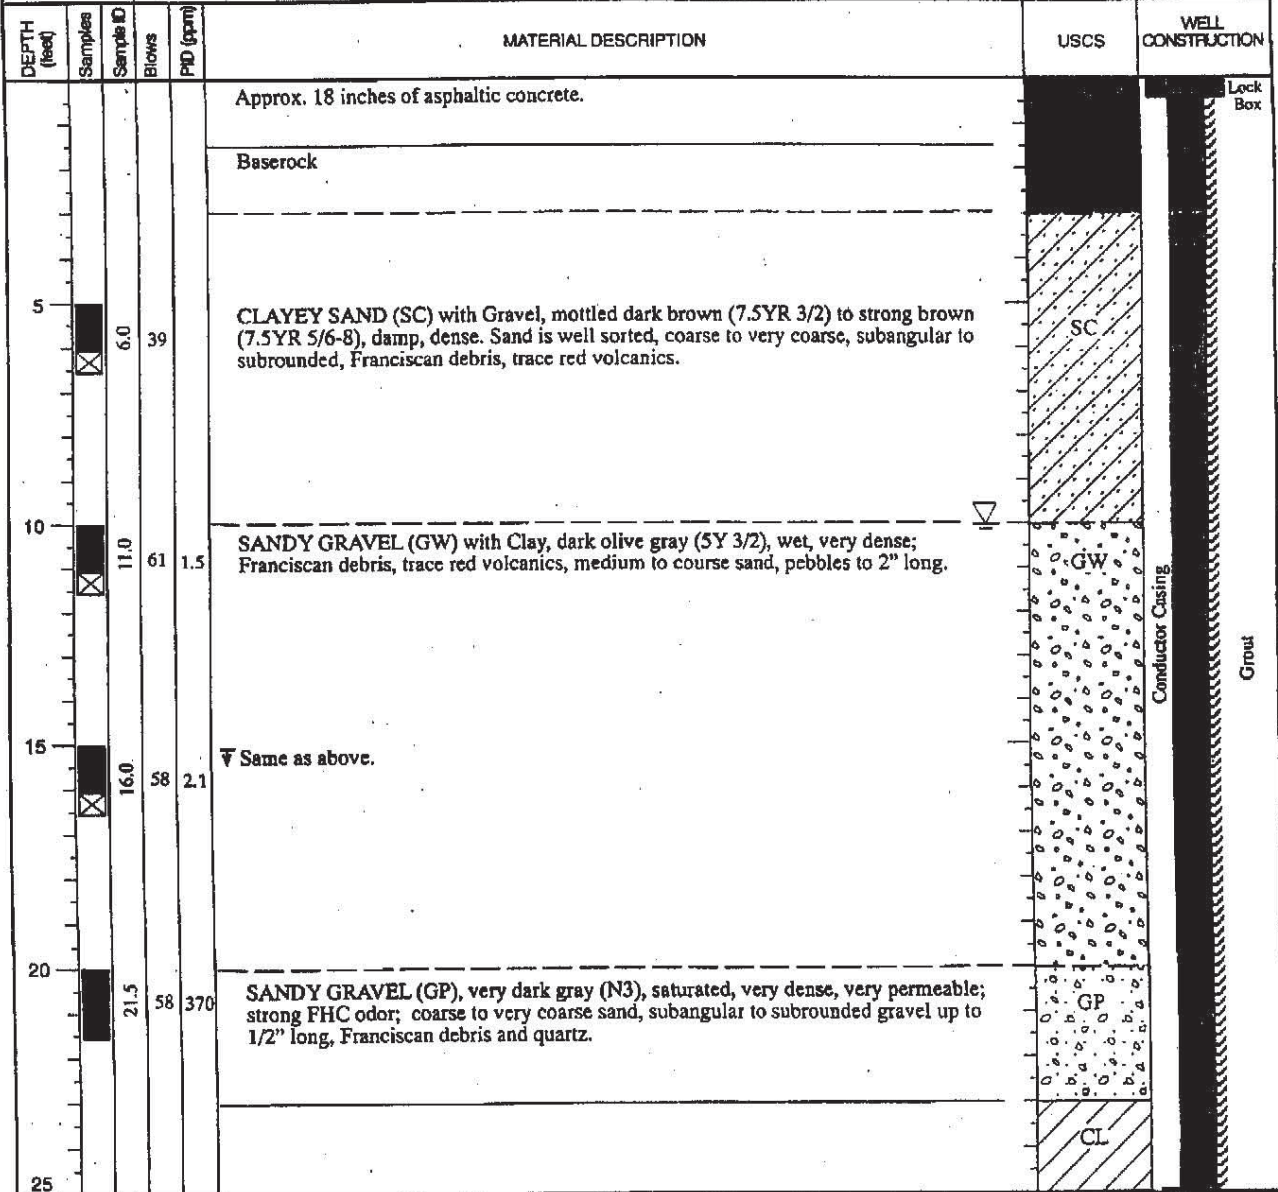 DEPTH
(feet)
Samples
Sample ID
Blows
PID (ppm)
MATERIAL DESCRIPTION
USCS
WELL
CONSTRUCTION
Approx. 18 inches of asphaltic concrete.
Lock
Box
Baserock
5
6.0
39
CLAYEY SAND (SC) with Gravel, mottled dark brown (7.5YR 3/2) to strong brown
(7.5YR 5/6-8), damp, dense. Sand is well sorted, coarse to very coarse, subangular to
subrounded, Franciscan debris, trace red volcanics.
SC
10
11.0
61
1.5
SANDY GRAVEL (GW) with Clay, dark olive gray (5Y 3/2), wet, very dense;
Franciscan debris, trace red volcanics, medium to course sand, pebbles to 2" long.
GW
Conductor Casing
Grout
15
16.0
58
2.1
Same as above.
20
21.5
58
370
SANDY GRAVEL (GP), very dark gray (N3), saturated, very dense, very permeable;
strong FHC odor; coarse to very coarse sand, subangular to subrounded gravel up to
1/2" long, Franciscan debris and quartz.
GP
CL
25